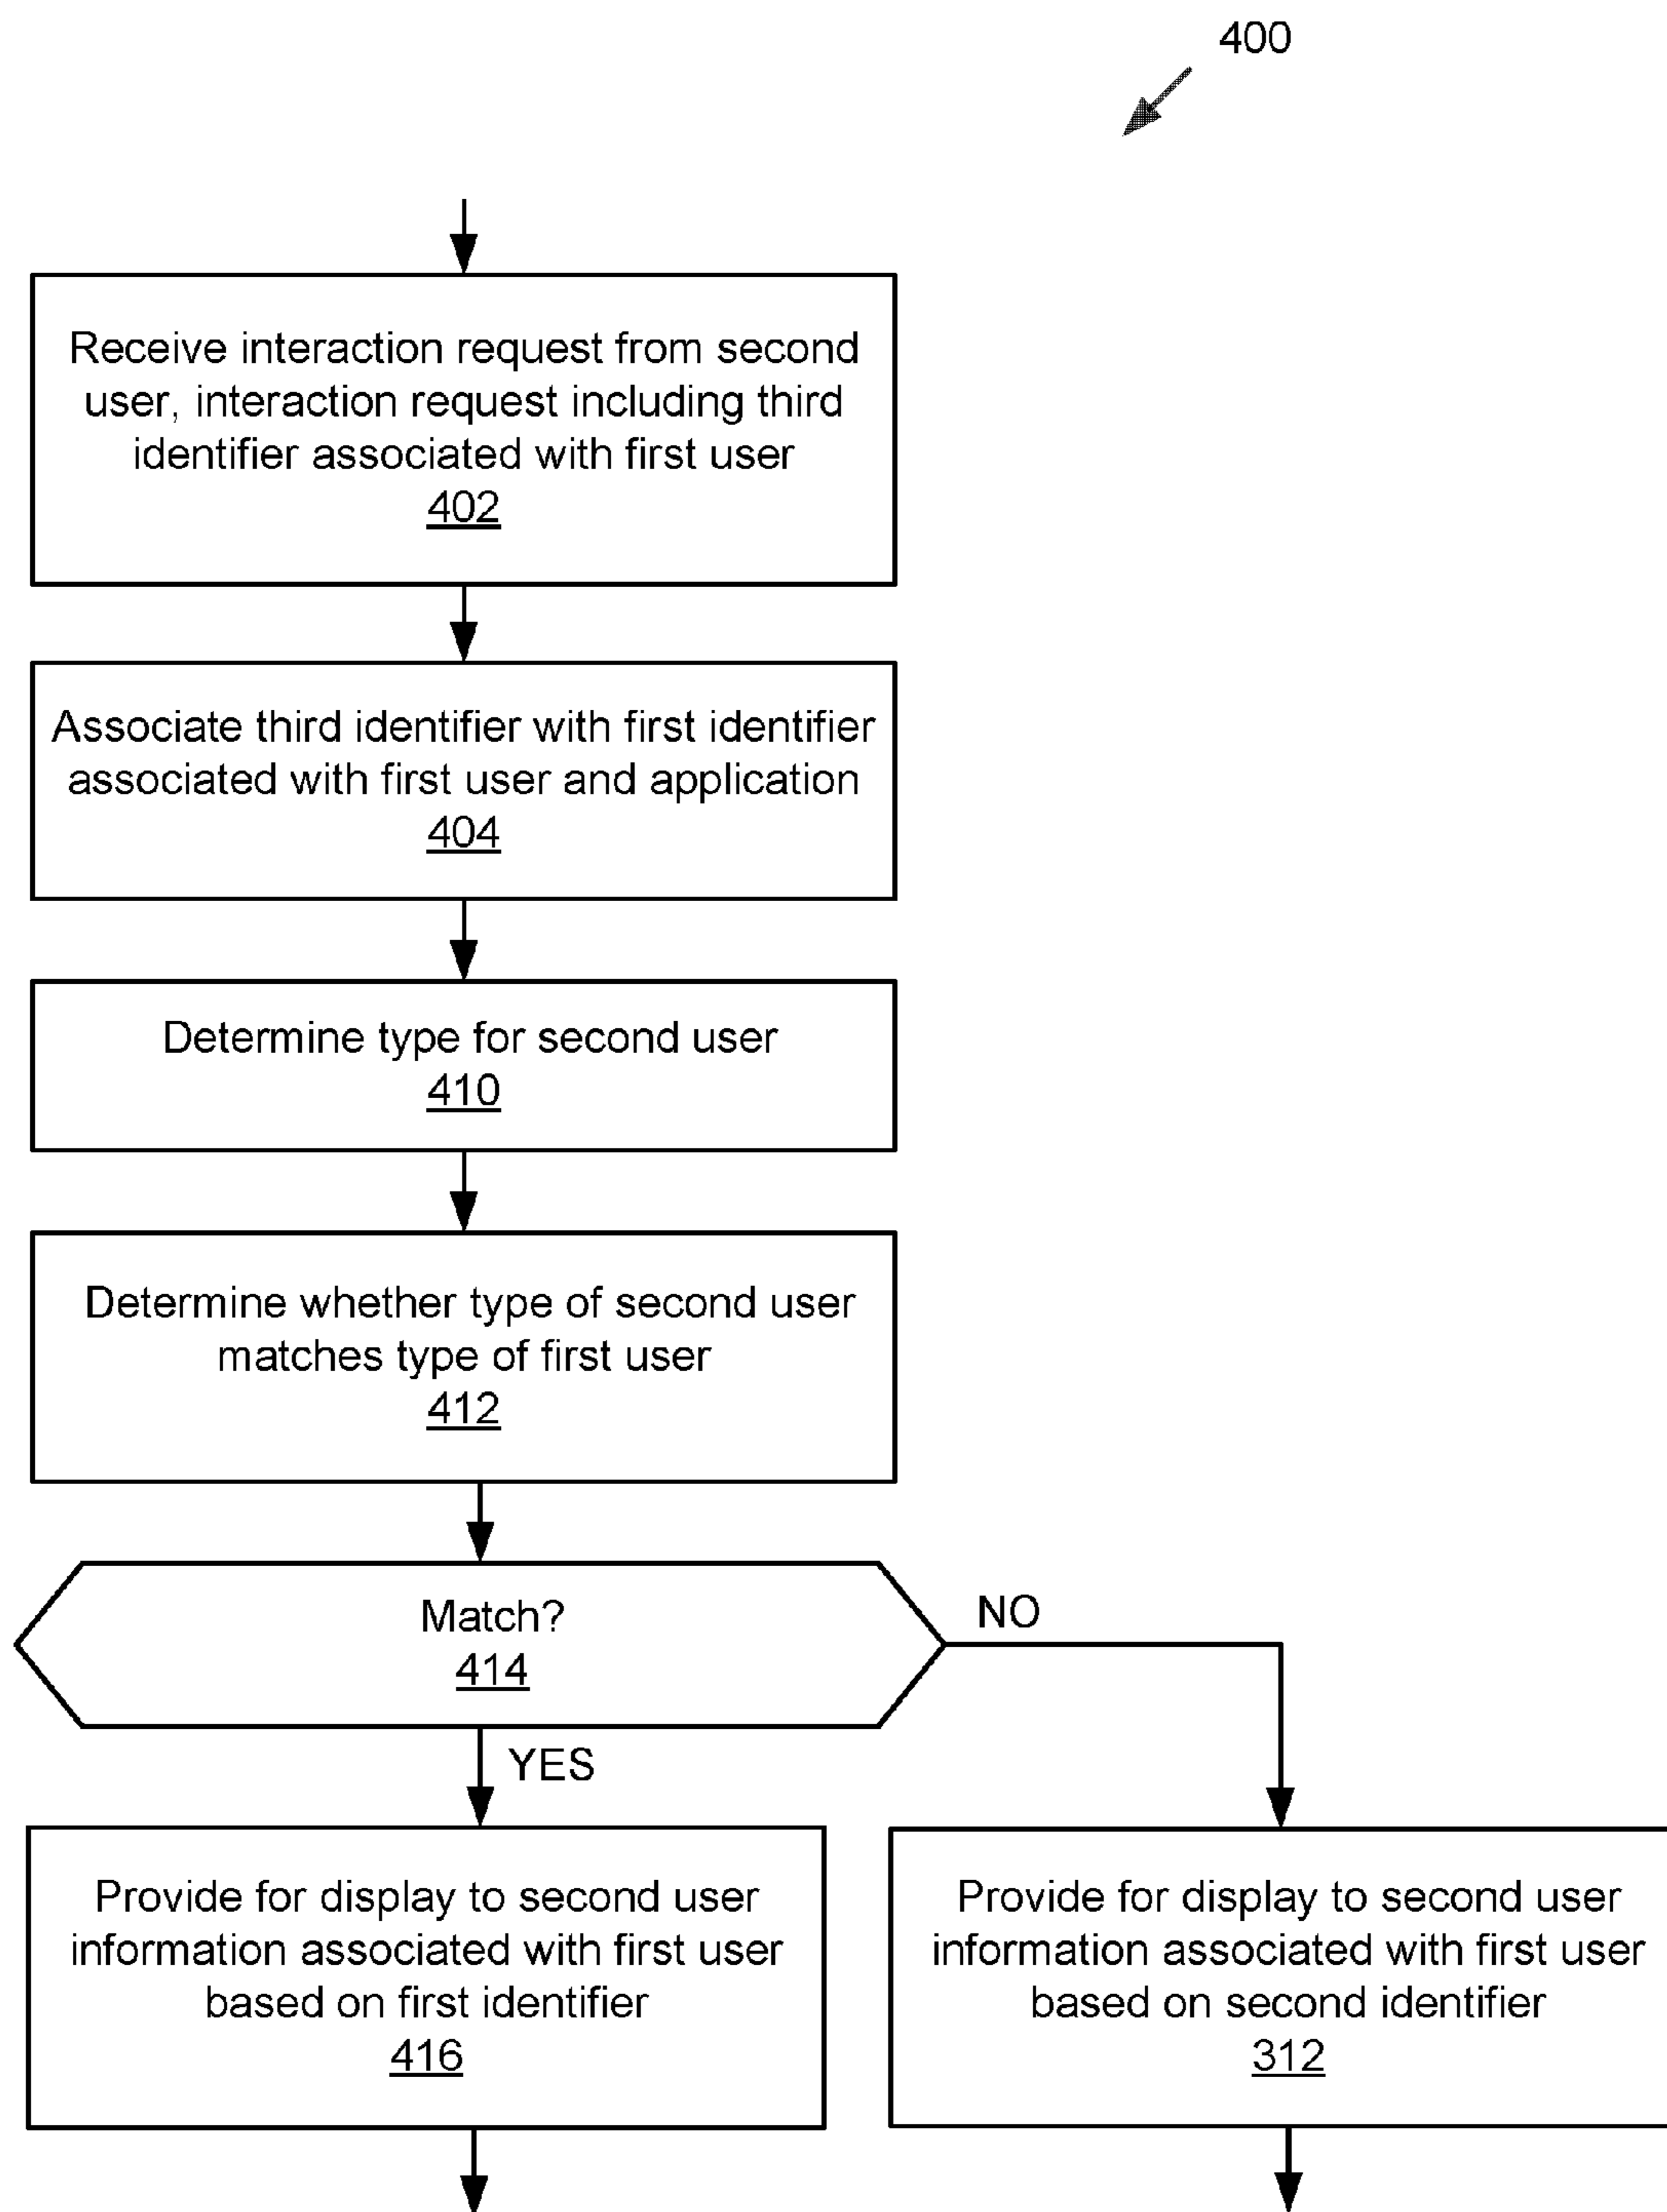 400
Receive interaction request from second
user, interaction request including third
identifier associated with first user
402
Associate third identifier with first identifier
associated with first user and application
404
Determine type for second user
410
Determine whether type of second user
matches type of first user
412
Match?
414
NO
YES
Provide for display to second user
information associated with first user
based on first identifier
416
Provide for display to second user
information associated with first user
based on second identifier
312